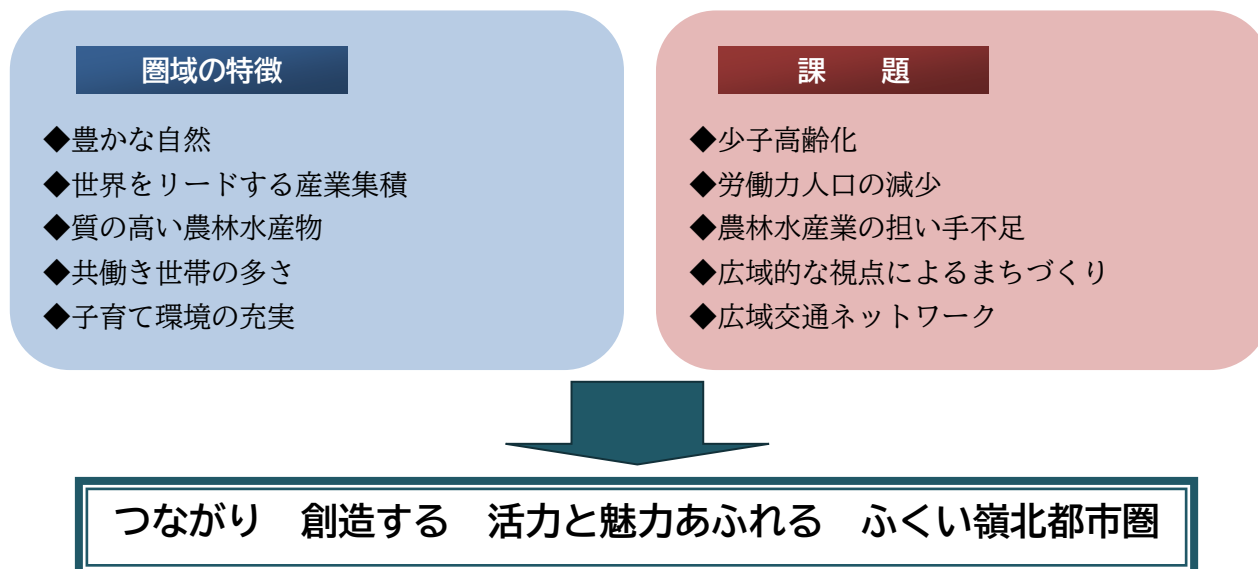 圏域の特徴
◆豊かな自然
◆世界をリードする産業集積
◆質の高い農林水産物
◆共働き世帯の多さ
◆子育て環境の充実
課　題
◆少子高齢化
◆労働力人口の減少
◆農林水産業の担い手不足
◆広域的な視点によるまちづくり
◆広域交通ネットワーク
つながり　創造する　活力と魅力あふれる　ふくい嶺北都市圏